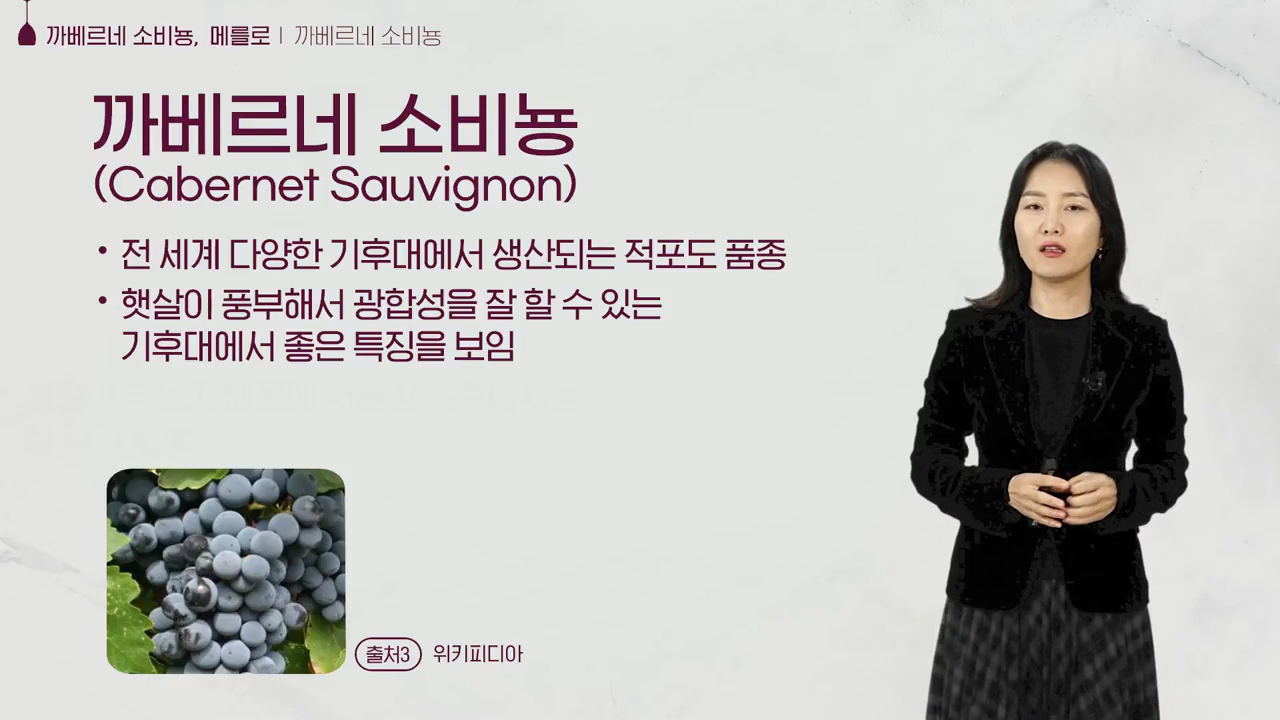 까베르네 소비뇽, 메를로 | 까베르네 소비뇽
까베르네 소비뇽
(Cabernet Sauvignon)
• 전 세계 다양한 기후대에서 생산되는 적포도 품종
• 햇살이 풍부해서 광합성을 잘 할 수 있는
기후대에서 좋은 특징을 보임
출처3 위키피디아